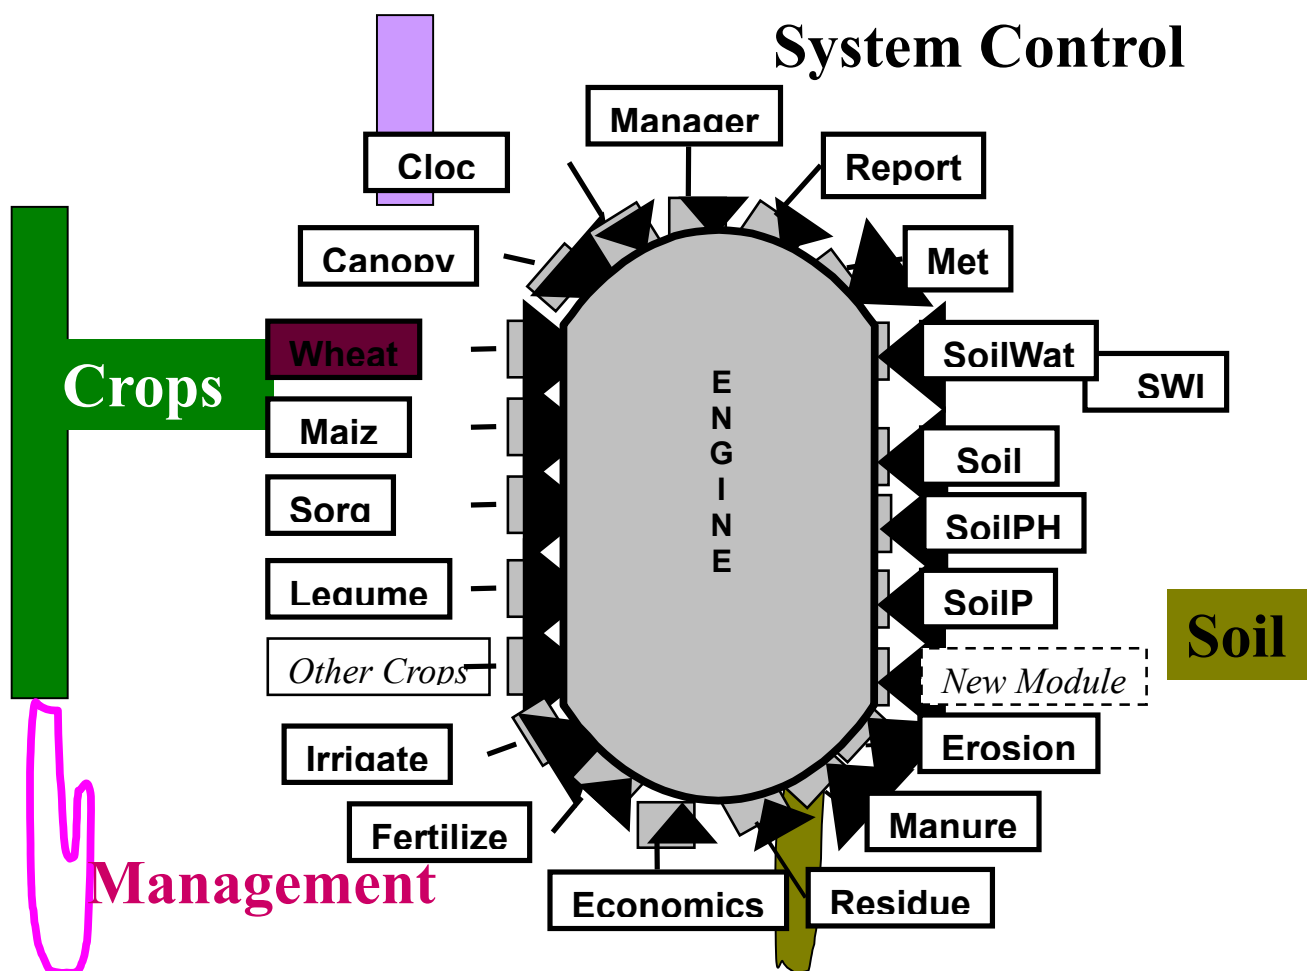 System Control
Manager
Cloc
Report
Canopy
Met
Wheat
SoilWat
SWI
Crops
Maiz
Soil
Sorg
SoilPH
Legume
SoilP
Soil
Other Crops
New Module
Irrigate
Erosion
Fertilize
Manure
Management
Economics
Residue
E
N
G
I
N
E